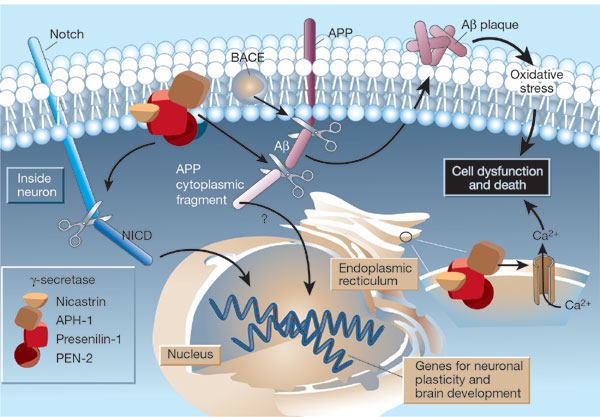 Notch
APP
Aβ plaque
BACE
Oxidative
stress
Aβ
APP
cytoplasmic
fragment
Inside
neuron
Cell dysfunction
and death
?
NICD
Ca2+
Endoplasmic
recticulum
Ca2+
γ-secretase
Nicastrin
APH-1
Presenilin-1
PEN-2
Nucleus
Genes for neuronal
plasticity and
brain development